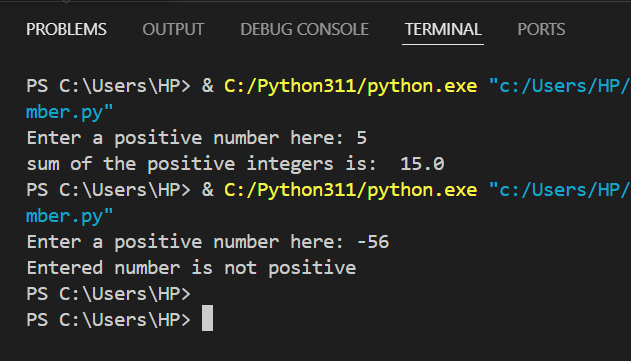 PROBLEMS OUTPUT DEBUG CONSOLE TERMINAL PORTS
PS C:\Users\HP> & C:/Python311/python.exe "c:/Users/HP/
mber.py"
Enter a positive number here: 5
sum of the positive integers is:  15.0
PS C:\Users\HP> & C:/Python311/python.exe "c:/Users/HP/
mber.py"
Enter a positive number here: -56
Entered number is not positive
PS C:\Users\HP>
PS C:\Users\HP>